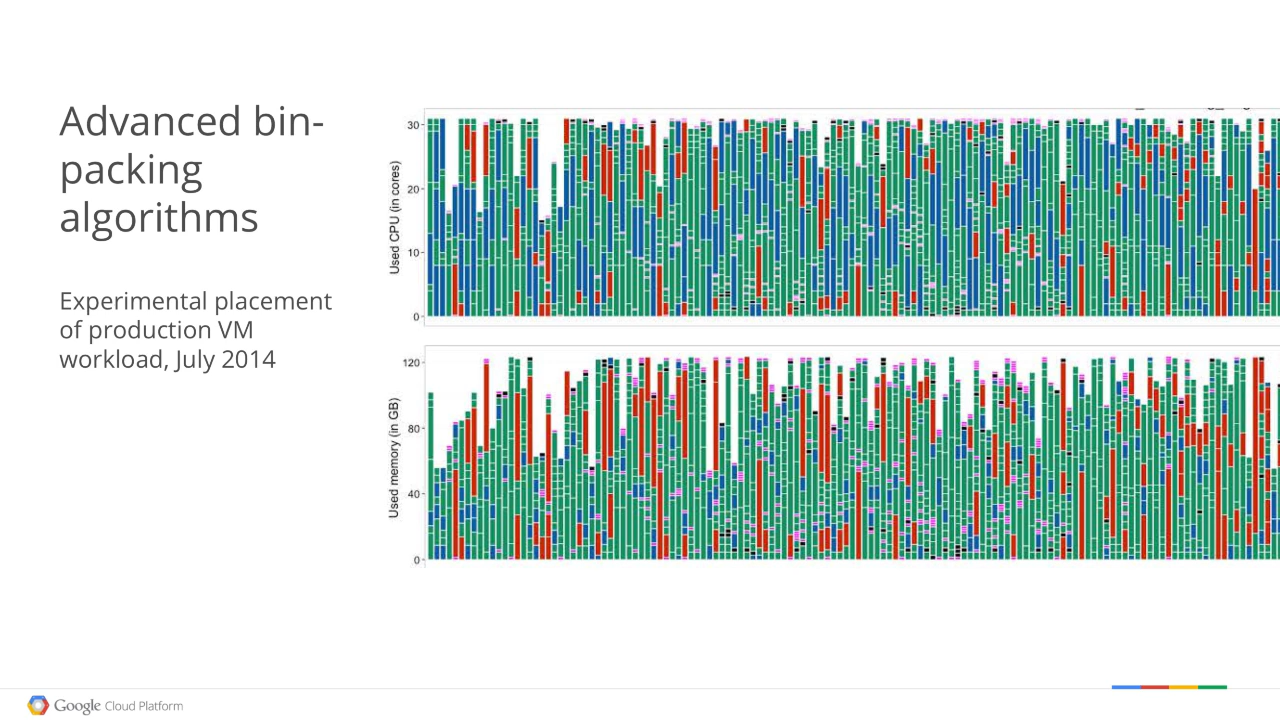 Advanced bin-
packing
algorithms
Experimental placement
of production VM
workload, July 2014
Used CPU (in cores)
30
20
10
0
Used memory (in GB)
120
80
40
0
Google Cloud Platform